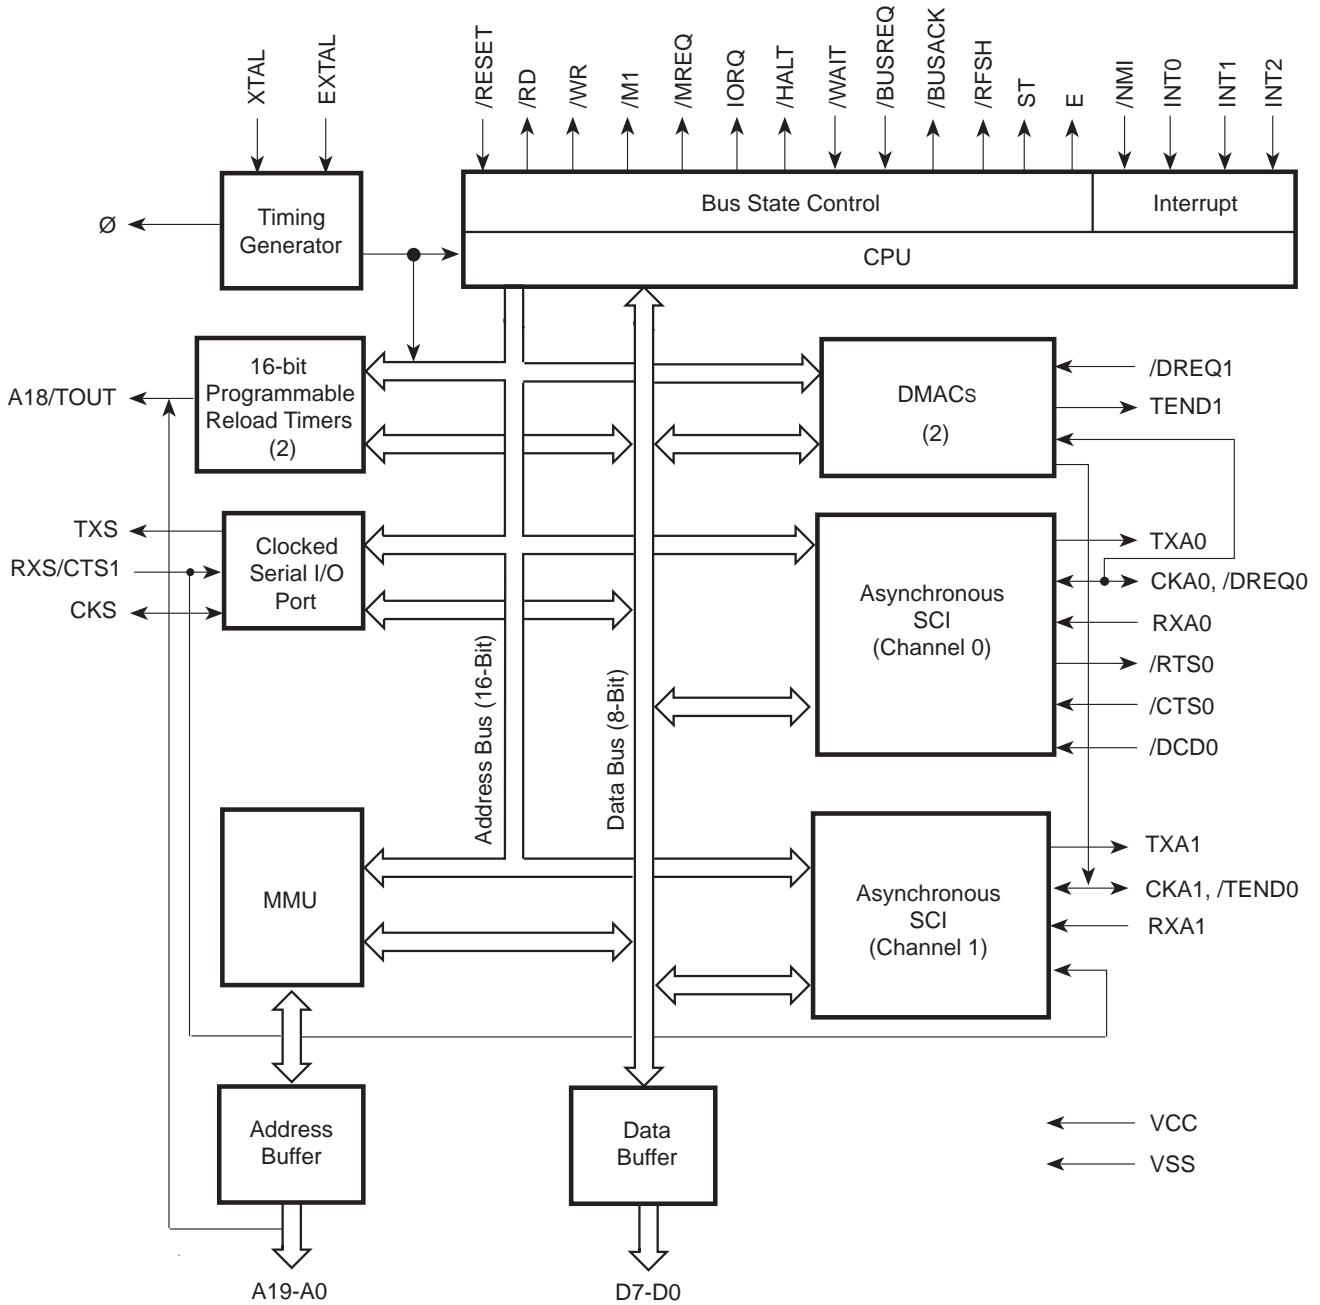 XTAL
EXTAL
/RESET
/RD
/WR
/M1
/MREQ
IORQ
/HALT
/WAIT
/BUSREQ
/BUSACK
/RFSH
ST
E
/NMI
INT0
INT1
INT2
Ø
Timing
Generator
Bus State Control
Interrupt
CPU
A18/TOUT
16-bit
Programmable
Reload Timers
(2)
DMACs
(2)
/DREQ1
TEND1
TXS
RXS/CTS1
CKS
Clocked
Serial I/O
Port
Address Bus (16-Bit)
Data Bus (8-Bit)
Asynchronous
SCI
(Channel 0)
TXA0
CKA0, /DREQ0
RXA0
/RTS0
/CTS0
/DCD0
MMU
Asynchronous
SCI
(Channel 1)
TXA1
CKA1, /TEND0
RXA1
Address
Buffer
Data
Buffer
VCC
VSS
A19-A0
D7-D0